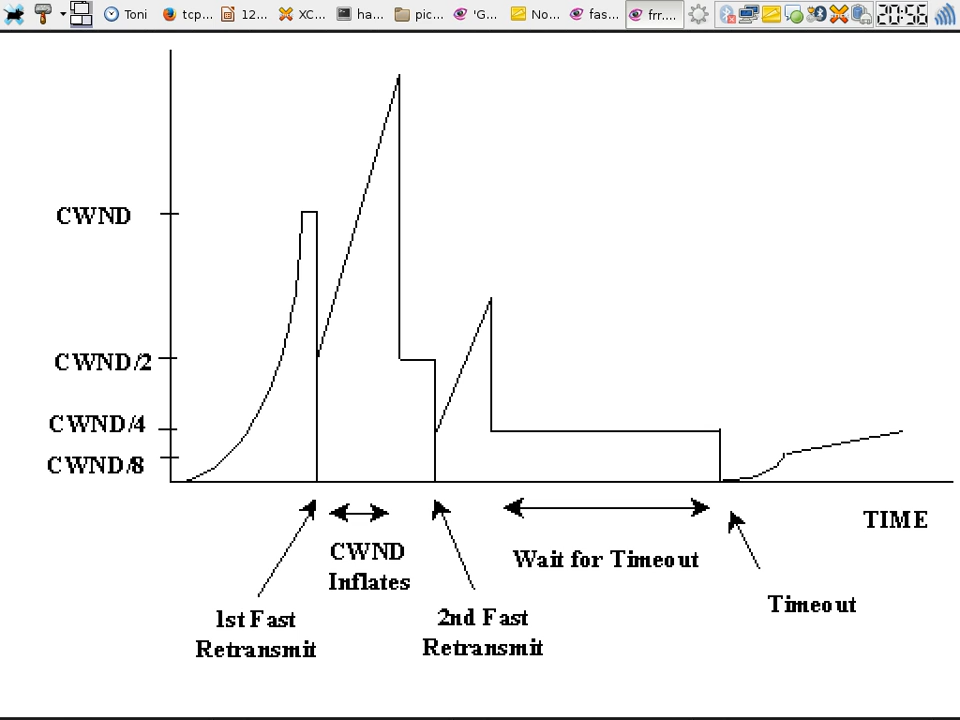 Toni
tcp...
12...
XC...
ha...
pic...
'G...
No...
fas...
frr....
20:56
CWND
CWND/2
CWND/4
CWND/8
TIME
CWND
Inflates
Wait for Timeout
Timeout
1st Fast
Retransmit
2nd Fast
Retransmit